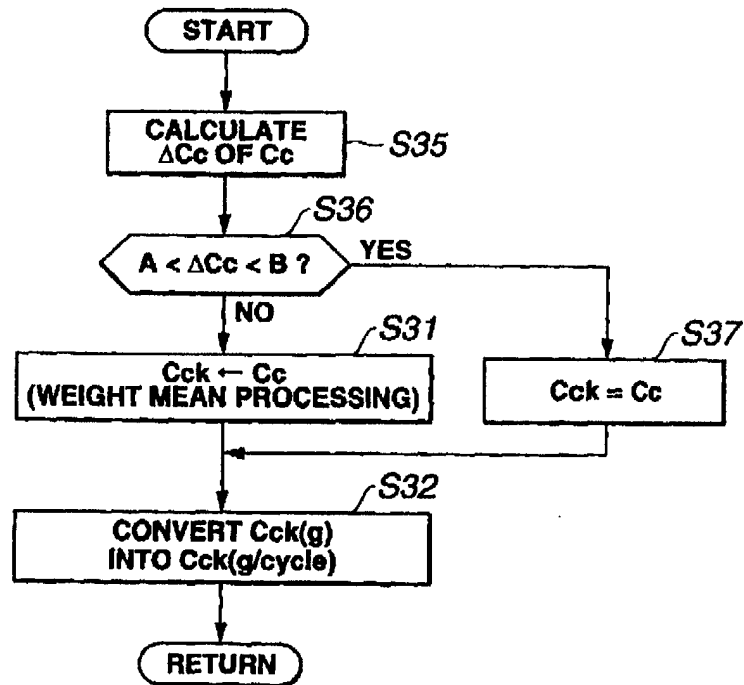 START
CALCULATE
ΔCc OF Cc
S35
S36
A < ΔCc < B ?
YES
NO
S31
Cck ← Cc
(WEIGHT MEAN PROCESSING)
S37
Cck = Cc
S32
CONVERT Cck(g)
INTO Cck(g/cycle)
RETURN